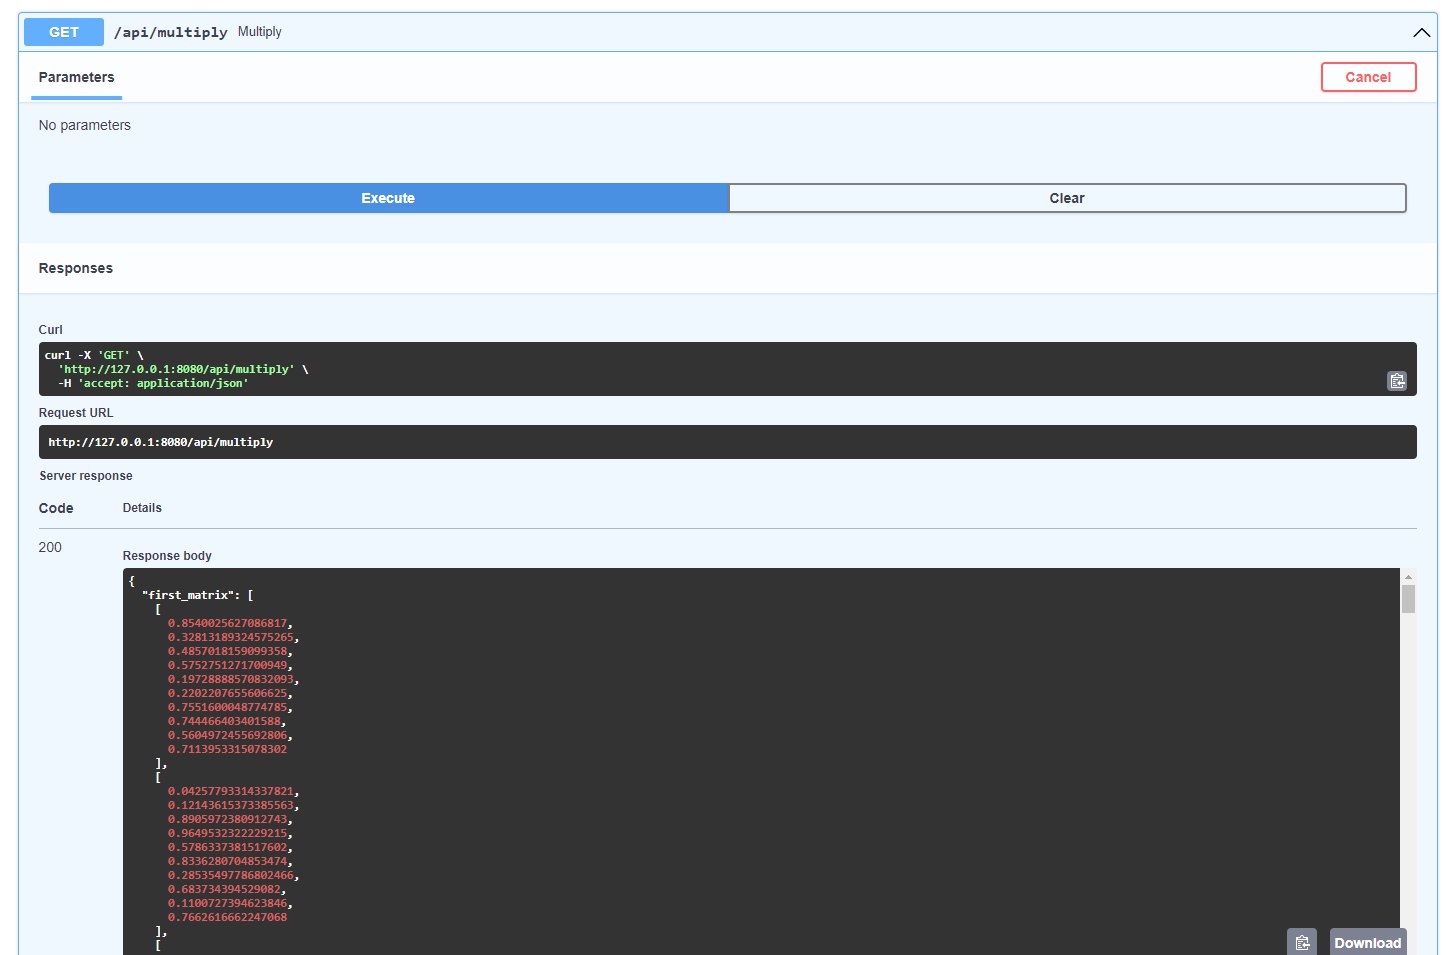 GET /api/multiply Multiply
Parameters
Cancel
No parameters
Execute
Clear
Responses
Curl
curl -X 'GET' \
'http://127.0.0.1:8080/api/multiply' \
-H 'accept: application/json'
Request URL
http://127.0.0.1:8080/api/multiply
Server response
Code Details
200
Response body
{
"first_matrix": [
[
0.8540025627086817,
0.32813189324575265,
0.4857018159099358,
0.5752751271700949,
0.19728888570832093,
0.2202207655606625,
0.7551600048774785,
0.744466403401588,
0.5604972455692806,
0.7113953315078302
],
[
0.04257793314337821,
0.12143615373385563,
0.8905972380912743,
0.9649532322229215,
0.5786337381517602,
0.8336280704853474,
0.28535497786802466,
0.683734394529082,
0.1100727394623846,
0.7662616662247068
],
[
Download